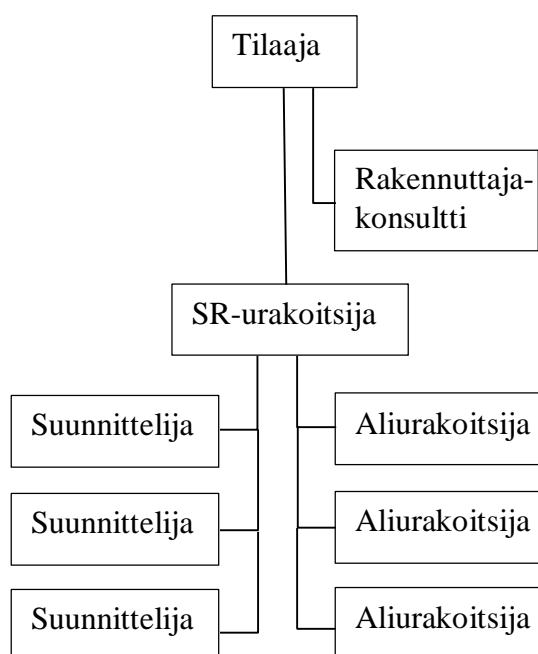 Tilaaja
Rakennuttaja-
konsultti
SR-urakoitsija
Suunnittelija
Aliurakoitsija
Suunnittelija
Aliurakoitsija
Suunnittelija
Aliurakoitsija